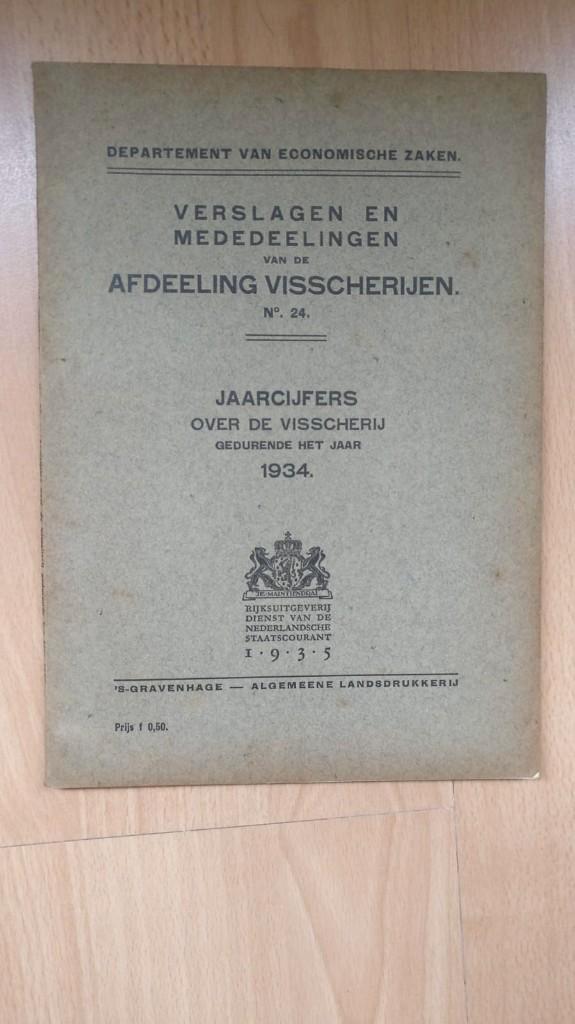 DEPARTEMENT VAN ECONOMISCHE ZAKEN.
VERSLAGEN EN
MEDEDEELINGEN
VAN DE
AFDEELING VISSCHERIJEN.
Nº. 24.
JAARCIJFERS
OVER DE VISSCHERIJ
GEDURENDE HET JAAR
1934.
JE·MAINTIENDRAI
RIJKSUITGEVERIJ
DIENST VAN DE
NEDERLANDSCHE
STAATSCOURANT
1·9·3·5
'S-GRAVENHAGE — ALGEMEENE LANDSDRUKKERIJ
Prijs f 0,50.